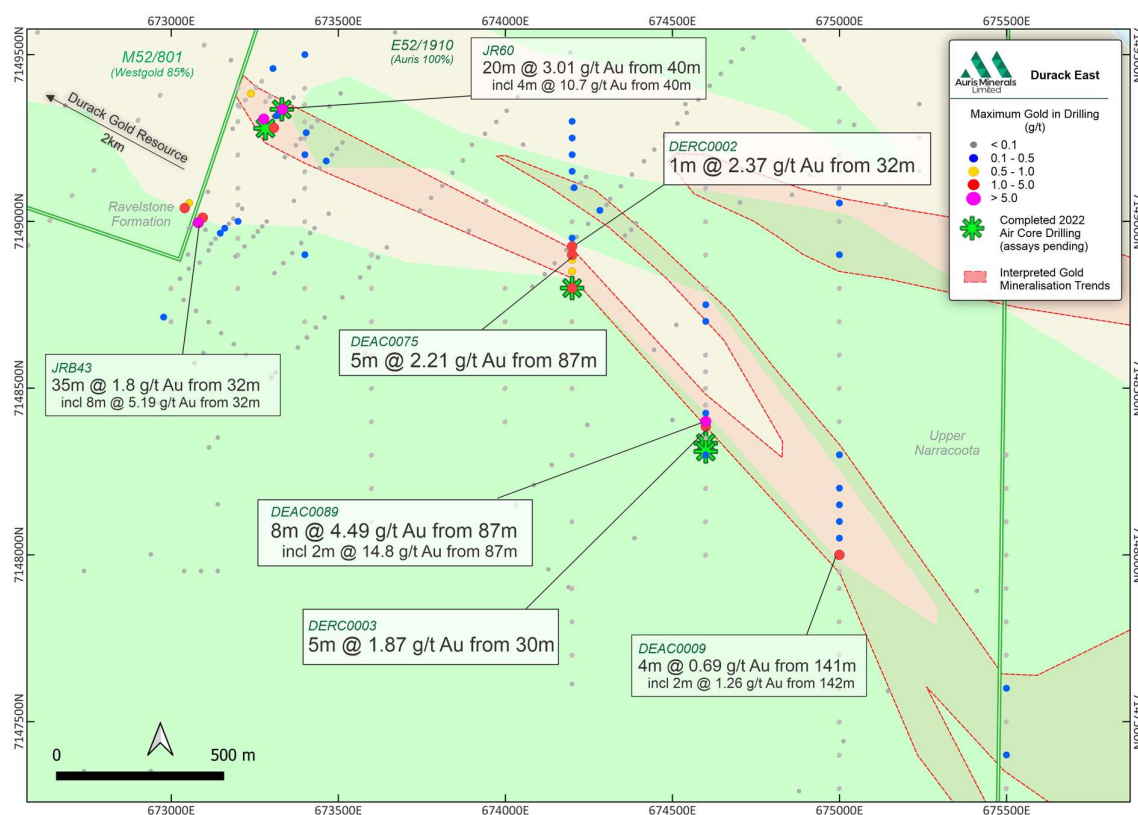 673000E 673500E 674000E 674500E 675000E 675500E
7149500N
7149000N
7148500N
7148000N
7147500N
M52/801
(Westgold 85%)
E52/1910
(Auris 100%)
Durack Gold Resource
2km
Ravelstone
Formation
JR60
20m @ 3.01 g/t Au from 40m
incl 4m @ 10.7 g/t Au from 40m
DERC0002
1m @ 2.37 g/t Au from 32m
DEAC0075
5m @ 2.21 g/t Au from 87m
JRB43
35m @ 1.8 g/t Au from 32m
incl 8m @ 5.19 g/t Au from 32m
DEAC0089
8m @ 4.49 g/t Au from 87m
incl 2m @ 14.8 g/t Au from 87m
DERC0003
5m @ 1.87 g/t Au from 30m
DEAC0009
4m @ 0.69 g/t Au from 141m
incl 2m @ 1.26 g/t Au from 142m
Upper
Narracoota
Auris Minerals
Limited
Durack East
Maximum Gold in Drilling
(g/t)
< 0.1
0.1 - 0.5
0.5 - 1.0
1.0 - 5.0
> 5.0
Completed 2022
Air Core Drilling
(assays pending)
Interpreted Gold
Mineralisation Trends
0 500 m
673000E 673500E 674000E 674500E 675000E 675500E